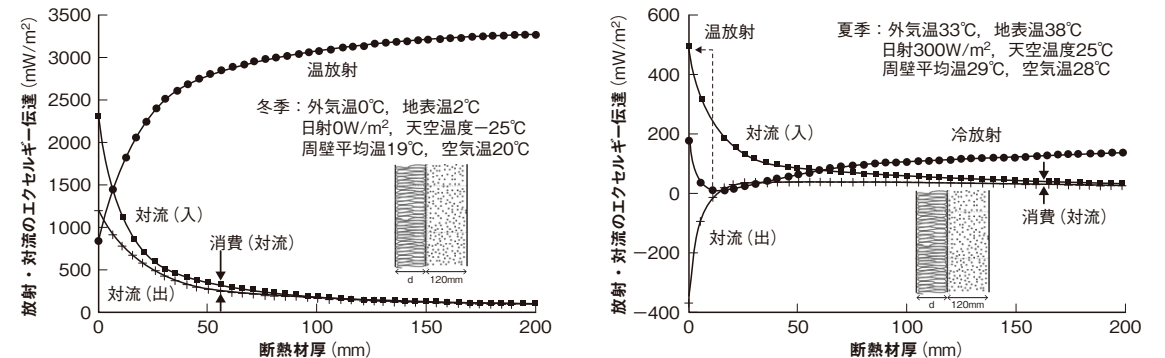 放射・対流のエクセルギー伝達(mW/m²)
3500
3000
2500
2000
1500
1000
500
0
温放射
冬季：外気温0℃，地表温2℃
日射0W/m²，天空温度－25℃
周壁平均温19℃，空気温20℃
対流（入）
消費（対流）
対流（出）
d
120mm
0
50
100
150
200
断熱材厚(mm)
放射・対流のエクセルギー伝達(mW/m²)
600
400
200
0
−200
−400
温放射
夏季：外気温33℃，地表温38℃
日射300W/m²，天空温度25℃
周壁平均温29℃，空気温28℃
対流（入）
冷放射
消費（対流）
対流（出）
d
120mm
0
50
100
150
200
断熱材厚(mm)